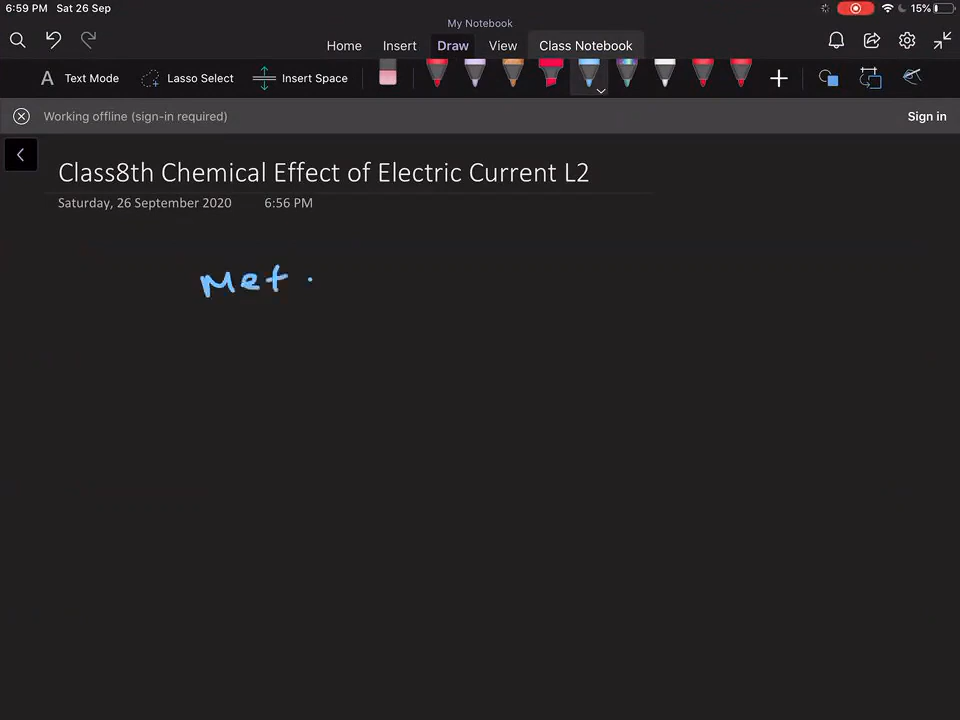 6:59 PM Sat 26 Sep 15%
My Notebook
Home Insert Draw View Class Notebook
A Text Mode Lasso Select Insert Space
Working offline (sign-in required) Sign in
Class8th Chemical Effect of Electric Current L2
Saturday, 26 September 2020 6:56 PM
Met .